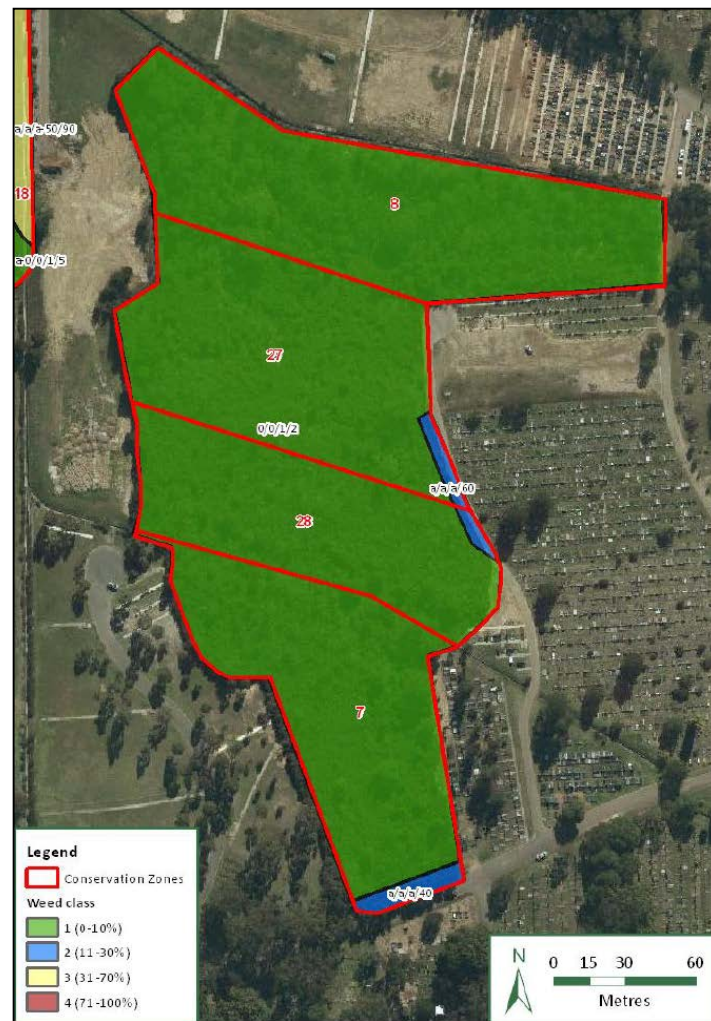 a/a/a-50/90
18
a-0/0/1/5
8
27
0/0/1/2
a/a/a/60
28
7
a/a/a/40
Legend
Conservation Zones
Weed class
1 (0-10%)
2 (11-30%)
3 (31-70%)
4 (71-100%)
N
0 15 30 60
Metres